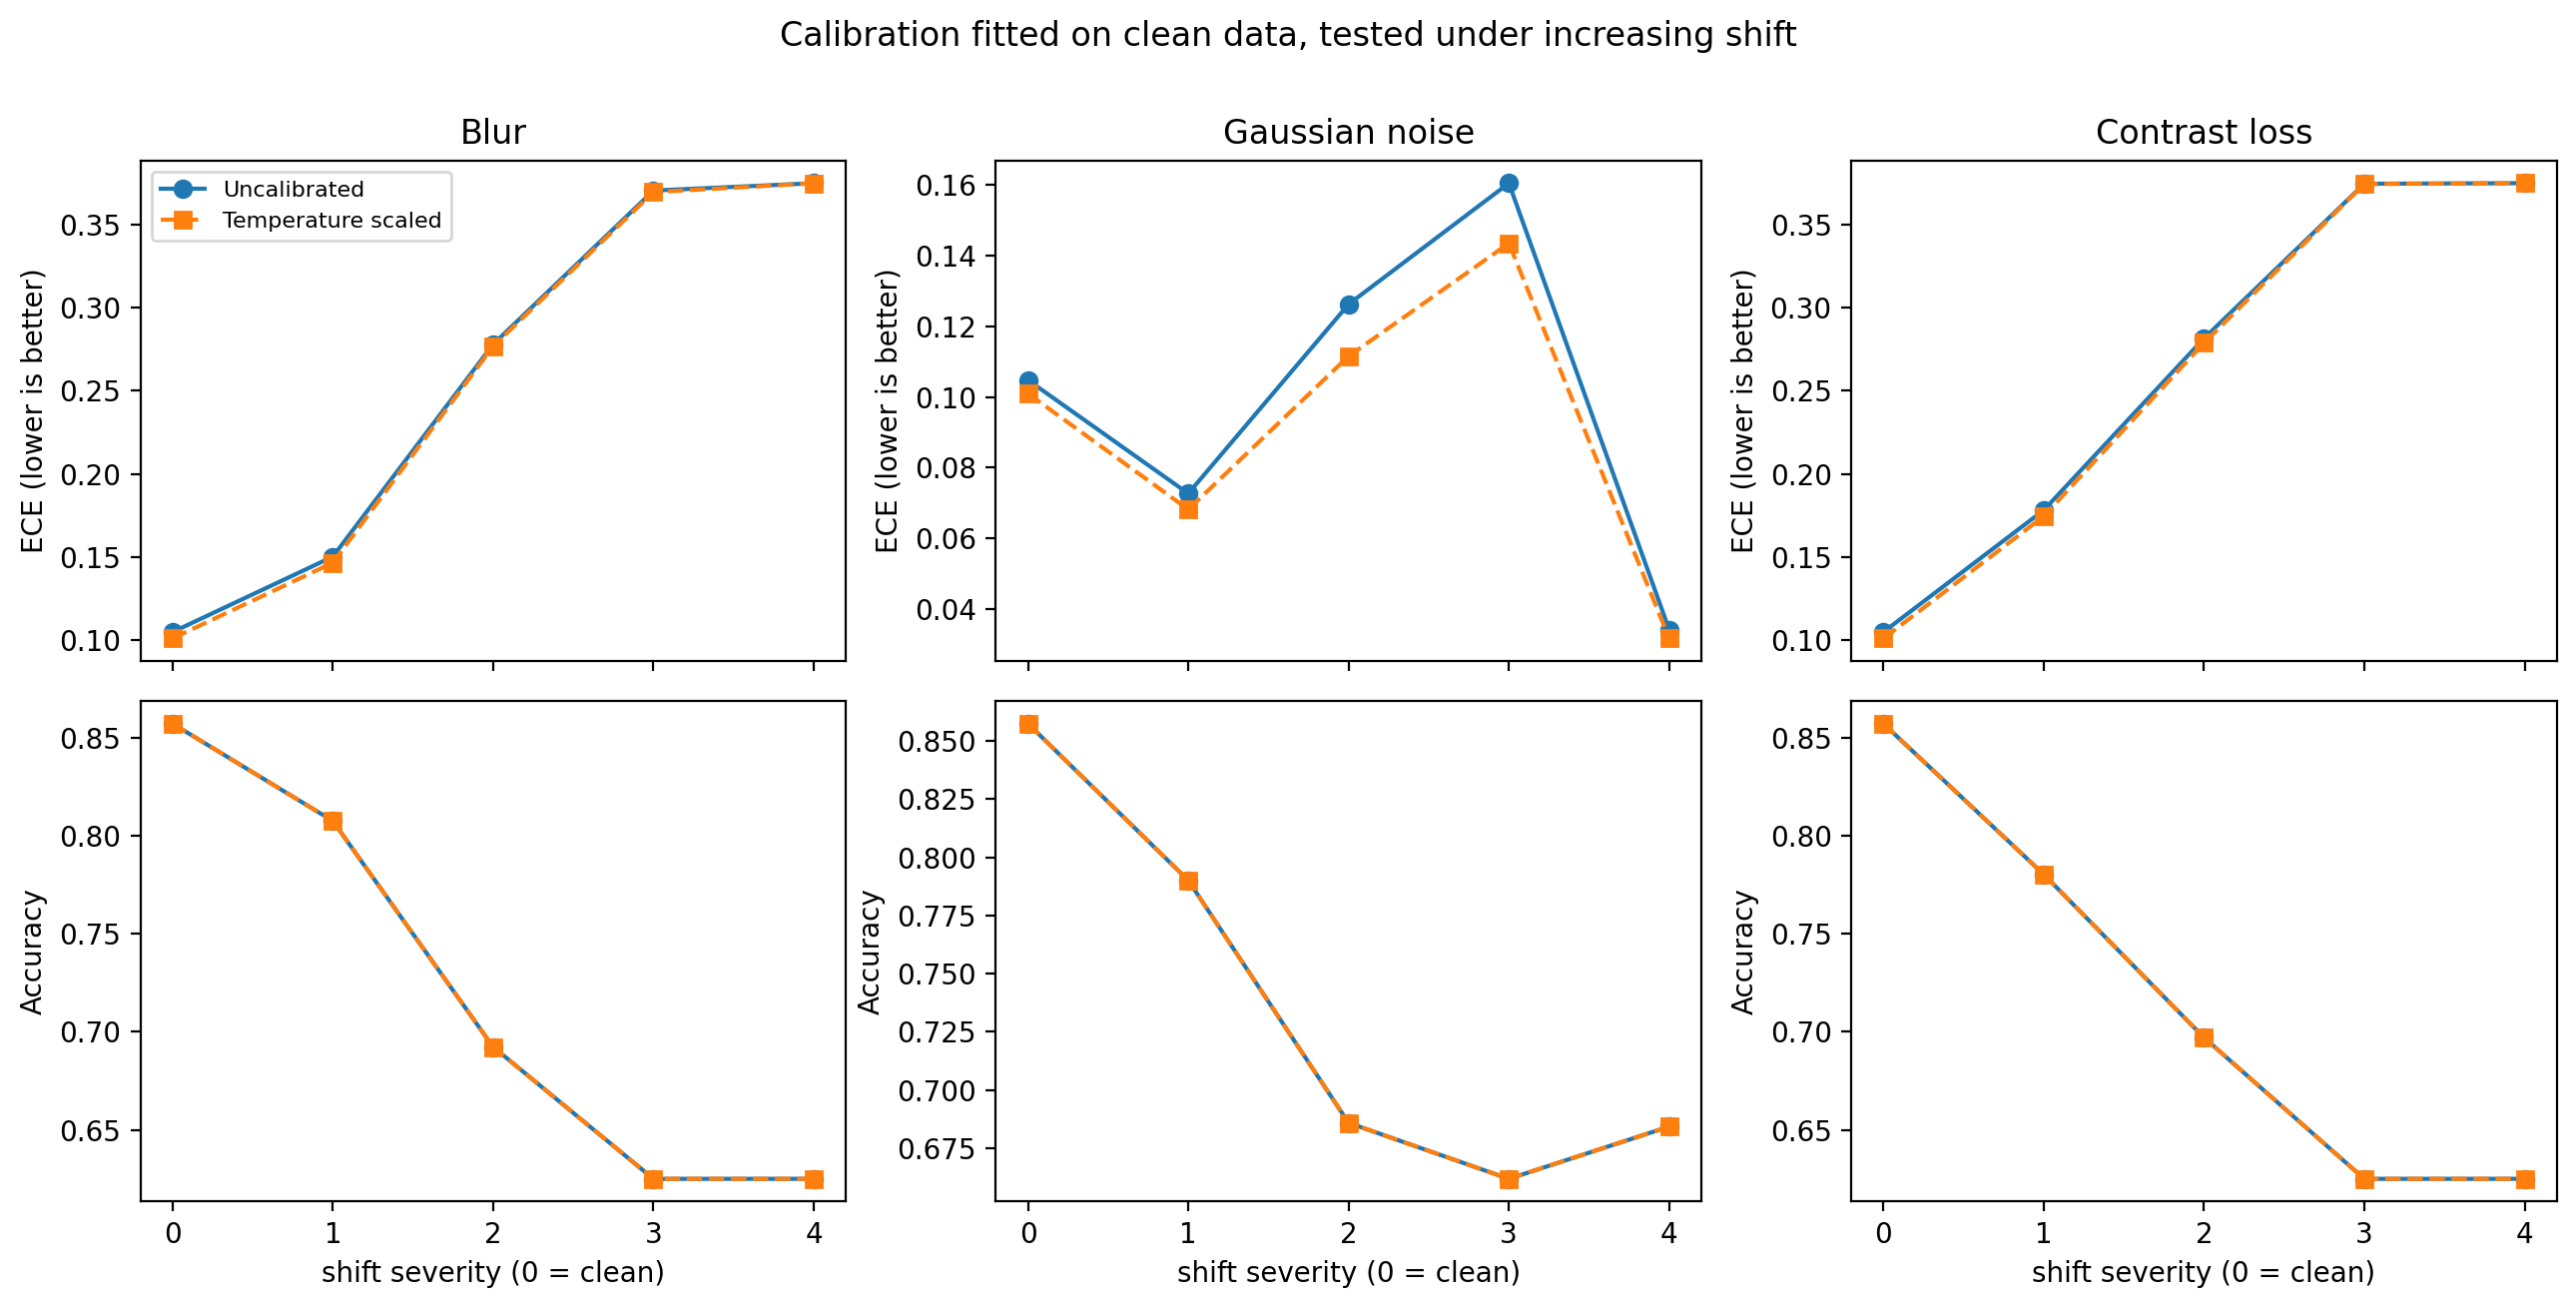 Calibration fitted on clean data, tested under increasing shift
Blur
Gaussian noise
Contrast loss
Uncalibrated
Temperature scaled
ECE (lower is better)
0.35
0.30
0.25
0.20
0.15
0.10
ECE (lower is better)
0.16
0.14
0.12
0.10
0.08
0.06
0.04
ECE (lower is better)
0.35
0.30
0.25
0.20
0.15
0.10
Accuracy
0.85
0.80
0.75
0.70
0.65
0 1 2 3 4
shift severity (0 = clean)
Accuracy
0.850
0.825
0.800
0.775
0.750
0.725
0.700
0.675
0 1 2 3 4
shift severity (0 = clean)
Accuracy
0.85
0.80
0.75
0.70
0.65
0 1 2 3 4
shift severity (0 = clean)